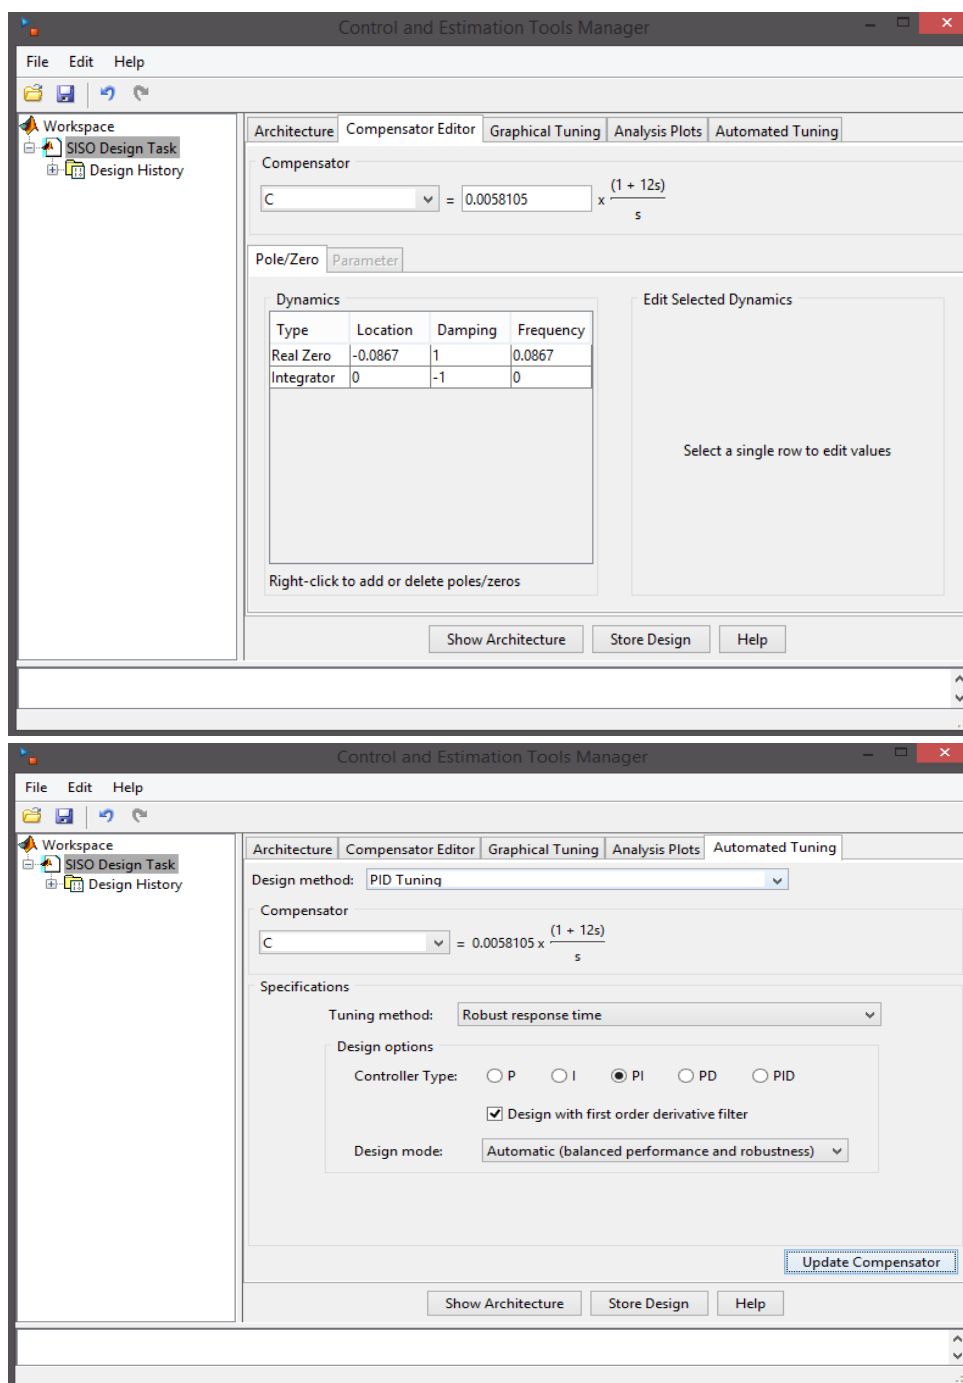 Control and Estimation Tools Manager
File Edit Help
Workspace
SISO Design Task
Design History
Architecture Compensator Editor Graphical Tuning Analysis Plots Automated Tuning
Compensator
C = 0.0058105 x (1 + 12s)
s
Pole/Zero Parameter
Dynamics
Type Location Damping Frequency
Real Zero -0.0867 1 0.0867
Integrator 0 -1 0
Right-click to add or delete poles/zeros
Edit Selected Dynamics
Select a single row to edit values
Show Architecture Store Design Help
Control and Estimation Tools Manager
File Edit Help
Workspace
SISO Design Task
Design History
Architecture Compensator Editor Graphical Tuning Analysis Plots Automated Tuning
Design method: PID Tuning
Compensator
C = 0.0058105 x (1 + 12s)
s
Specifications
Tuning method: Robust response time
Design options
Controller Type: P I PI PD PID
Design with first order derivative filter
Design mode: Automatic (balanced performance and robustness)
Update Compensator
Show Architecture Store Design Help